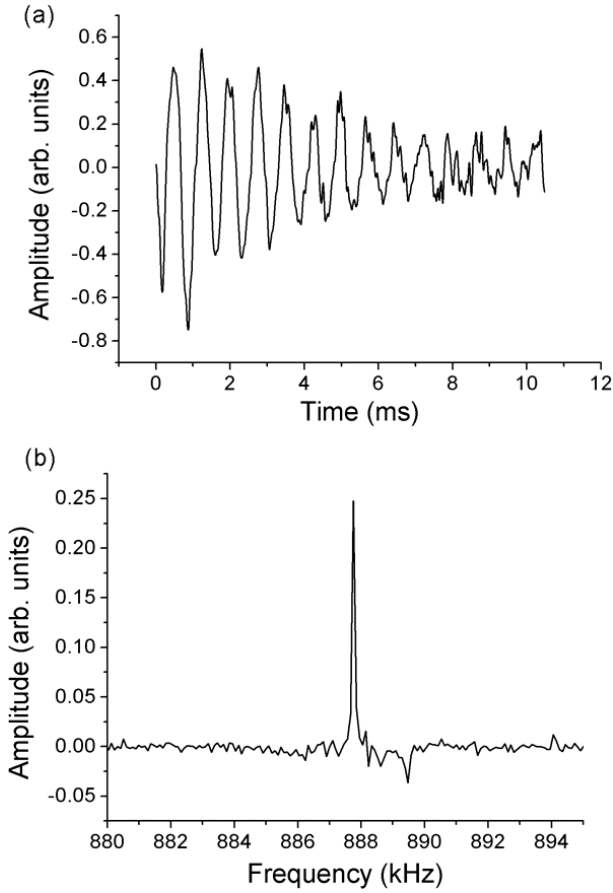 (a)
0.6
0.4
0.2
0.0
-0.2
-0.4
-0.6
-0.8
Amplitude (arb. units)
0 2 4 6 8 10 12
Time (ms)
(b)
0.25
0.20
0.15
0.10
0.05
0.00
-0.05
Amplitude (arb. units)
880 882 884 886 888 890 892 894
Frequency (kHz)